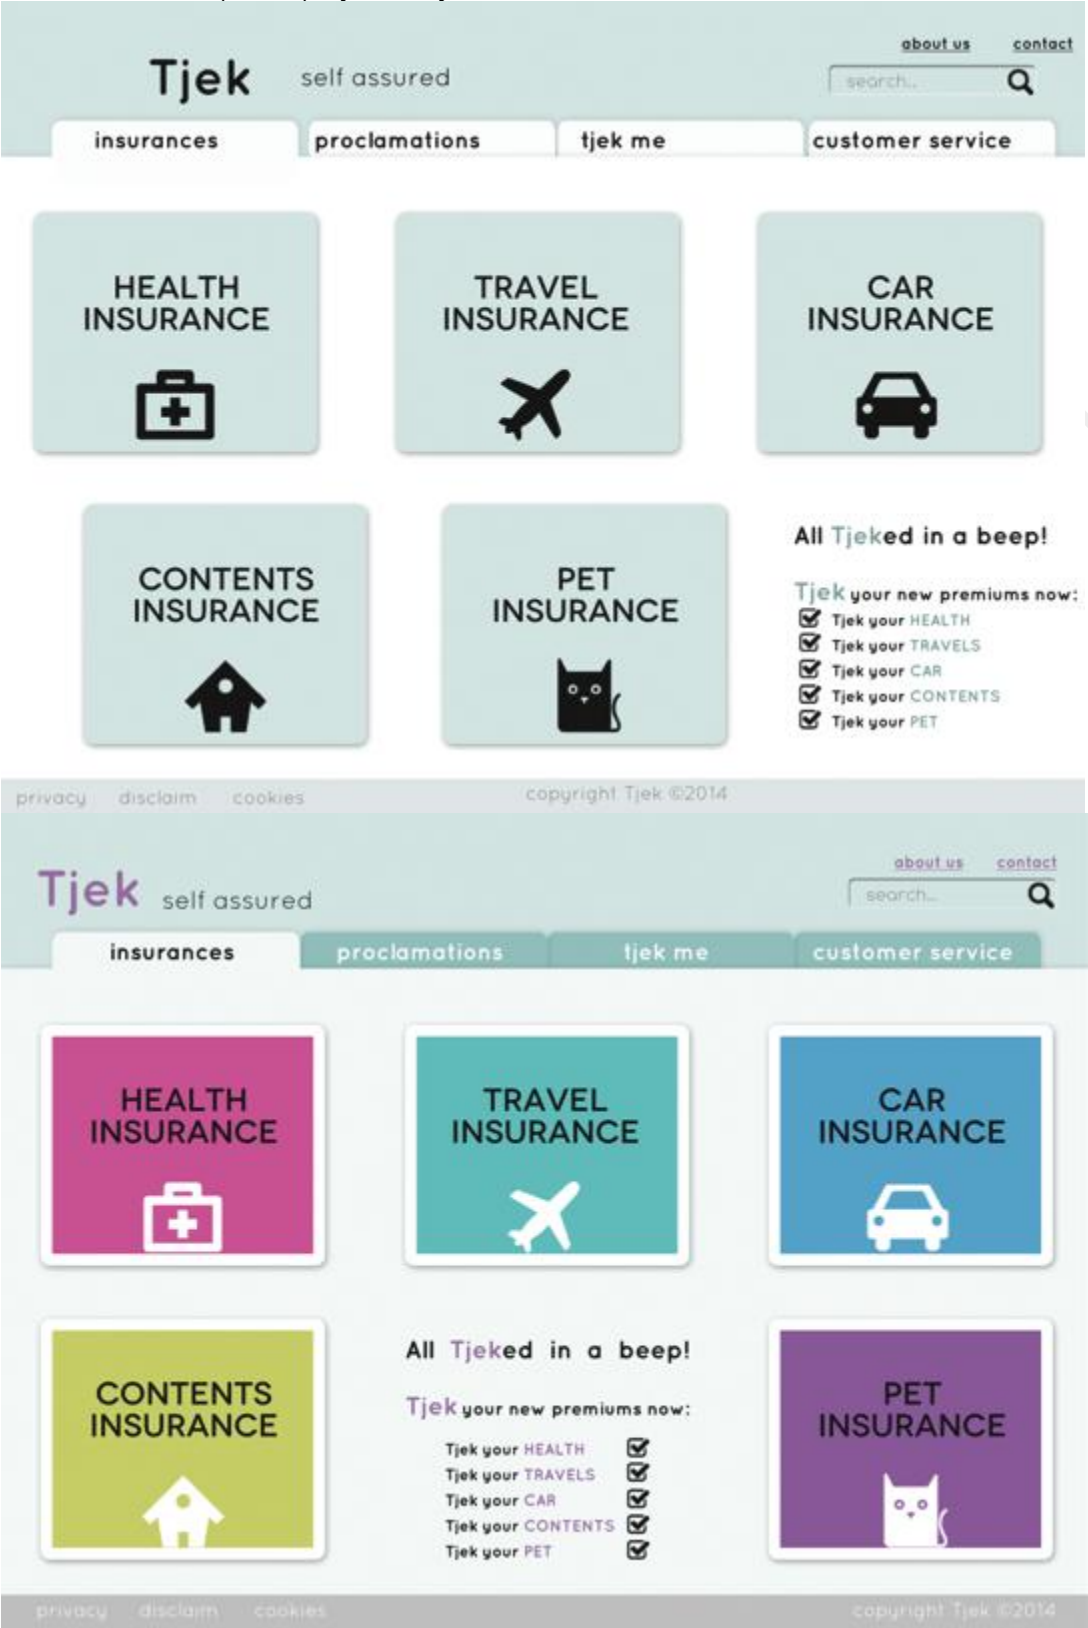 about us contact
Tjek self assured
search..
insurances proclamations tjek me customer service
HEALTH
INSURANCE
TRAVEL
INSURANCE
CAR
INSURANCE
CONTENTS
INSURANCE
PET
INSURANCE
All Tjeked in a beep!
Tjek your new premiums now:
Tjek your HEALTH
Tjek your TRAVELS
Tjek your CAR
Tjek your CONTENTS
Tjek your PET
privacy disclaim cookies copyright Tjek ©2014
about us contact
Tjek self assured
search...
insurances proclamations tjek me customer service
HEALTH
INSURANCE
TRAVEL
INSURANCE
CAR
INSURANCE
CONTENTS
INSURANCE
All Tjeked in a beep!
Tjek your new premiums now:
Tjek your HEALTH
Tjek your TRAVELS
Tjek your CAR
Tjek your CONTENTS
Tjek your PET
PET
INSURANCE
privacy disclaim cookies copyright Tjek ©2014